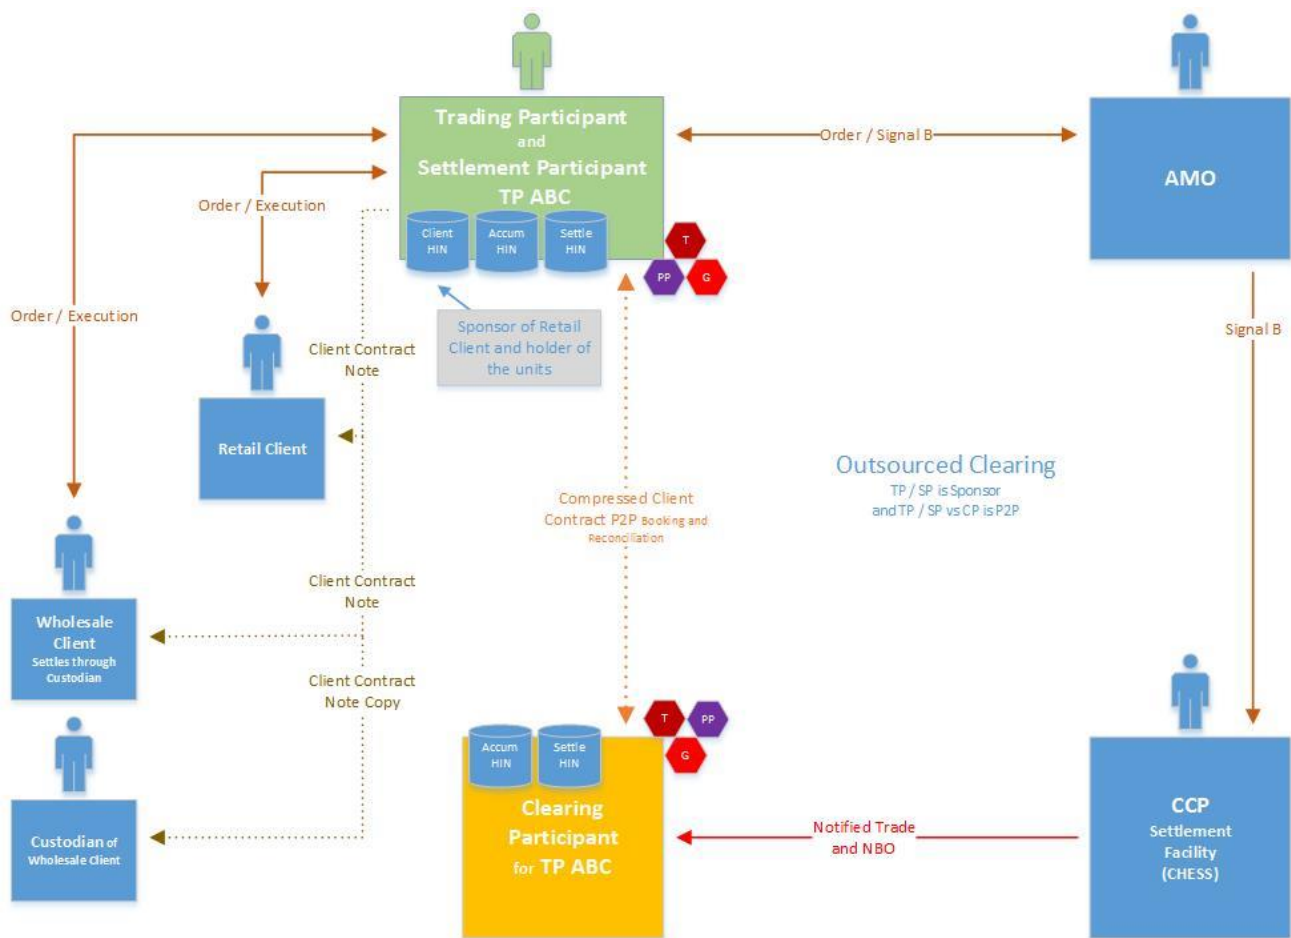 Trading Participant
and
Settlement Participant
TP ABC
Client
HIN
Accum
HIN
Settle
HIN
T
PP
G
Order / Signal B
AMO
Order / Execution
Order / Execution
Sponsor of Retail
Client and holder of
the units
Signal B
Client Contract
Note
Retail Client
Outsourced Clearing
TP / SP is Sponsor
and TP / SP vs CP is P2P
Compressed Client
Contract P2P Booking and
Reconciliation
Client Contract
Note
Wholesale
Client
Settles through
Custodian
Client Contract
Note Copy
Custodian of
Wholesale Client
Accum
HIN
Settle
HIN
T
PP
G
Clearing
Participant
for TP ABC
Notified Trade
and NBO
CCP
Settlement
Facility
(CHESS)